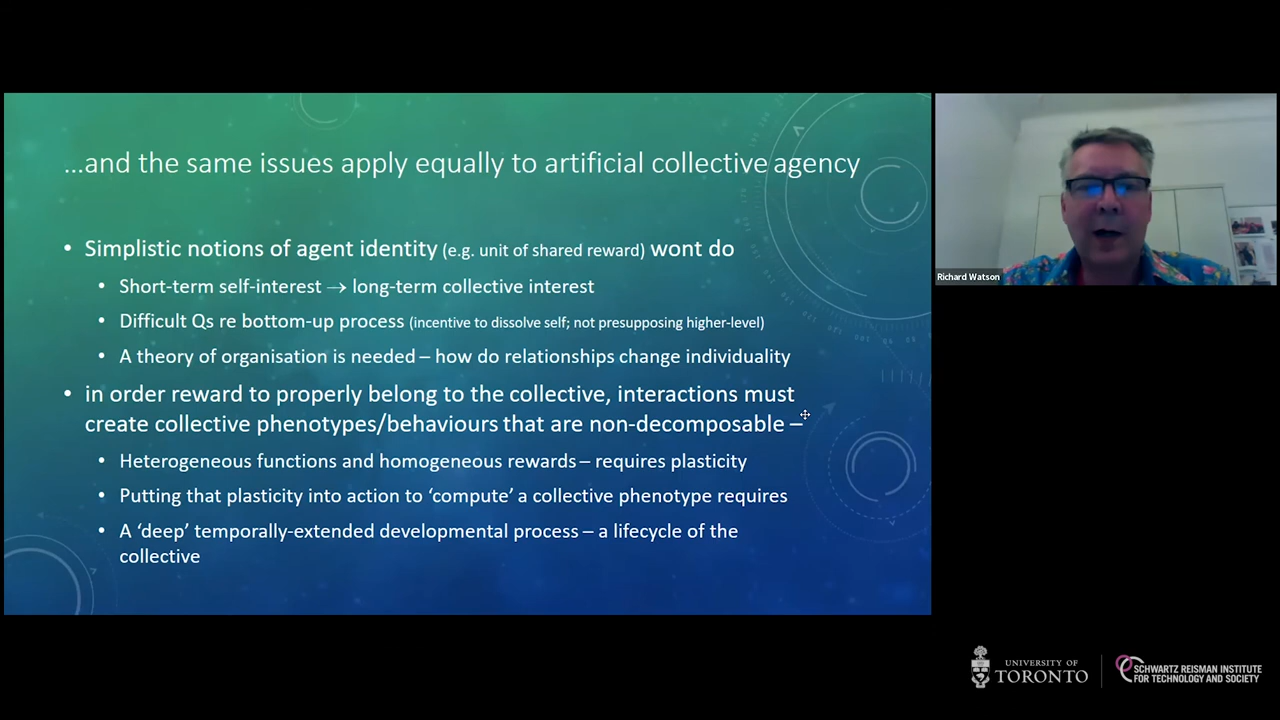 ...and the same issues apply equally to artificial collective agency
• Simplistic notions of agent identity (e.g. unit of shared reward) wont do
• Short-term self-interest → long-term collective interest
• Difficult Qs re bottom-up process (incentive to dissolve self; not presupposing higher-level)
• A theory of organisation is needed – how do relationships change individuality
• in order reward to properly belong to the collective, interactions must
create collective phenotypes/behaviours that are non-decomposable –
• Heterogeneous functions and homogeneous rewards – requires plasticity
• Putting that plasticity into action to ‘compute’ a collective phenotype requires
• A ‘deep’ temporally-extended developmental process – a lifecycle of the
collective
Richard Watson
UNIVERSITY OF
TORONTO
SCHWARTZ REISMAN INSTITUTE
FOR TECHNOLOGY AND SOCIETY